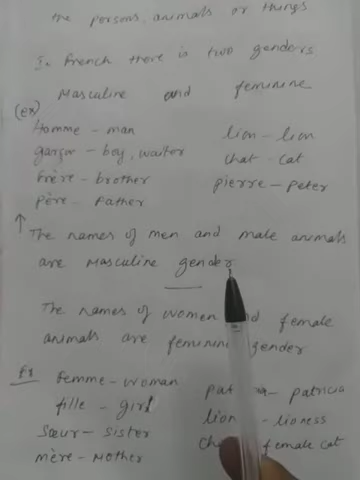 the persons, animals or things
In French there is two genders
Masculine and feminine
(ex)
Homme - man lion - lion
garçon - boy, waiter chat - cat
frère - brother pierre - Peter
père - Father
↑ The names of men and male animals
are Masculine gender
The names of women and female
animals are feminine gender
Ex Femme - woman - patricia
fille - girl - lioness
Sœur - Sister female cat
mère - Mother